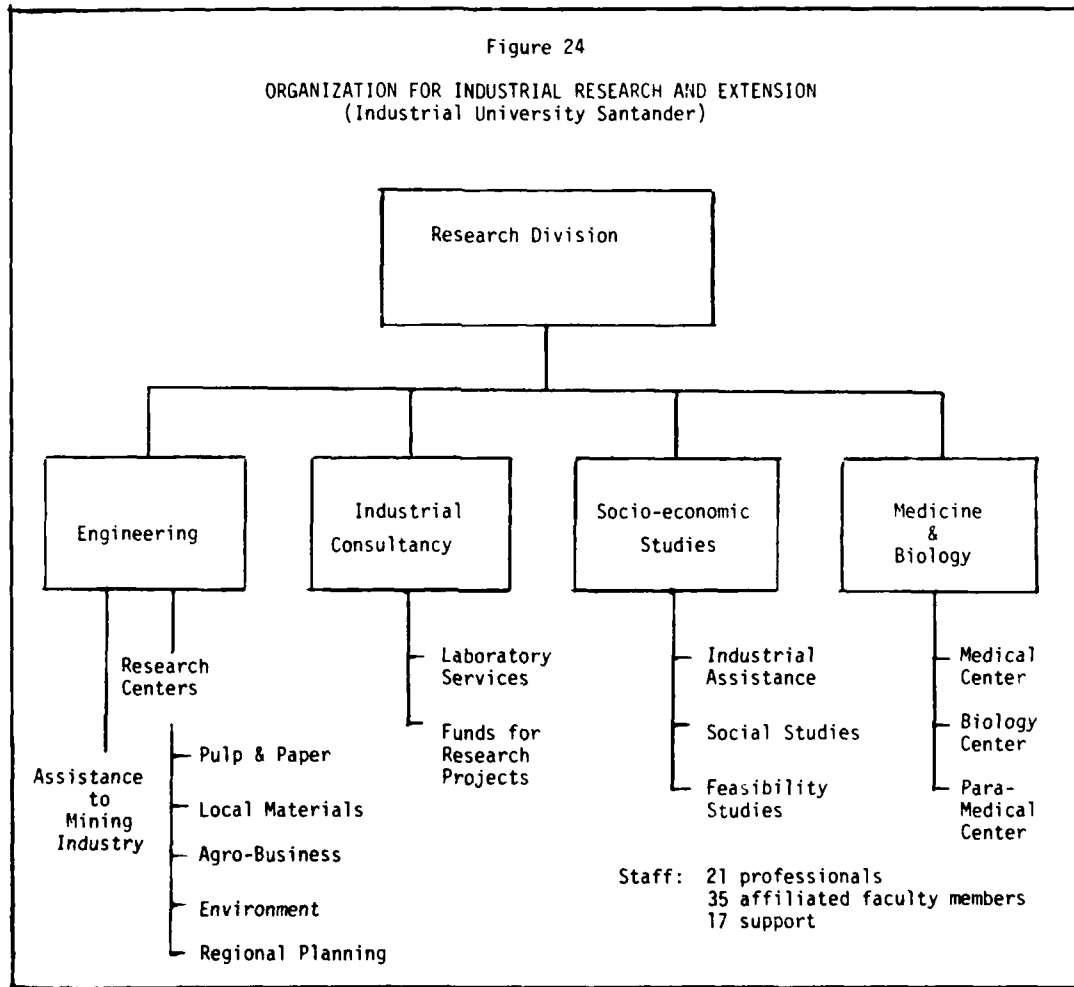 Figure 24
ORGANIZATION FOR INDUSTRIAL RESEARCH AND EXTENSION
(Industrial University Santander)
Research Division
Engineering
Industrial
Consultancy
Socio-economic
Studies
Medicine
&
Biology
Research
Centers
Assistance
to
Mining
Industry
Pulp & Paper
Local Materials
Agro-Business
Environment
Regional Planning
Laboratory
Services
Funds for
Research
Projects
Industrial
Assistance
Social Studies
Feasibility
Studies
Medical
Center
Biology
Center
Para-
Medical
Center
Staff: 21 professionals
35 affiliated faculty members
17 support